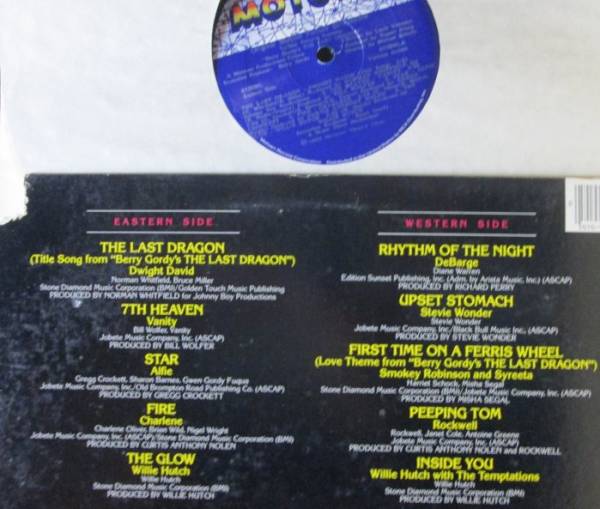 MOTO
EASTERN SIDE
THE LAST DRAGON
(Title Song from "Berry Gordy's THE LAST DRAGON")
Dwight David
Norman Whitfield, Bruce Miller
Stone Diamond Music Corporation (BMI)/Golden Touch Music Publishing
PRODUCED BY NORMAN WHITFIELD for Johnny Boy Productions
7TH HEAVEN
Vanity
Bill Wolfer, Vanity
Jobete Music Company, Inc. (ASCAP)
PRODUCED BY BILL WOLFER
STAR
Alfie
Gregg Crockett, Sharon Barnes, Gwen Gordy Fuqua
Jobete Music Company, Inc./Old Brompton Road Publishing Co. (ASCAP)
PRODUCED BY GREGG CROCKETT
FIRE
Charlene
Charlene Oliver, Brian Wild, Nigel Wright
Jobete Music Company, Inc. (ASCAP)/Stone Diamond Music Corporation (BMI)
PRODUCED BY CURTIS ANTHONY NOLEN
THE GLOW
Willie Hutch
Willie Hutch
Stone Diamond Music Corporation (BMI)
PRODUCED BY WILLIE HUTCH
WESTERN SIDE
RHYTHM OF THE NIGHT
DeBarge
Diane Warren
Edition Sunset Publishing, Inc. (Adm. by Arista Music, Inc.) (ASCAP)
PRODUCED BY RICHARD PERRY
UPSET STOMACH
Stevie Wonder
Stevie Wonder
Jobete Music Company, Inc./Black Bull Music Inc., (ASCAP)
PRODUCED BY STEVIE WONDER
FIRST TIME ON A FERRIS WHEEL
(Love Theme from "Berry Gordy's THE LAST DRAGON")
Smokey Robinson and Syreeta
Harriet Schock, Misha Segal
Stone Diamond Music Corporation (BMI)/Jobete Music Company, Inc. (ASCAP)
PRODUCED BY MISHA SEGAL
PEEPING TOM
Rockwell
Rockwell, Janet Cole, Antoine Greene
Jobete Music Company, Inc. (ASCAP)
PRODUCED BY CURTIS ANTHONY NOLEN and ROCKWELL
INSIDE YOU
Willie Hutch with The Temptations
Willie Hutch
Stone Diamond Music Corporation (BMI)
PRODUCED BY WILLIE HUTCH